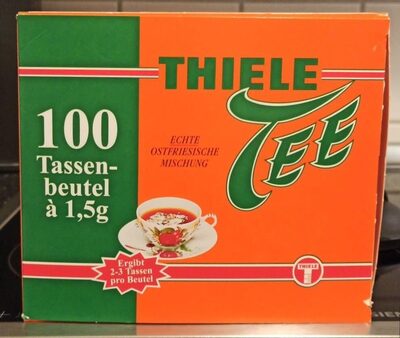 THIELE
TEE
100
Tassen-
beutel
à 1,5g
ECHTE
OSTFRIESISCHE
MISCHUNG
Ergibt
2-3 Tassen
pro Beutel
THIELE